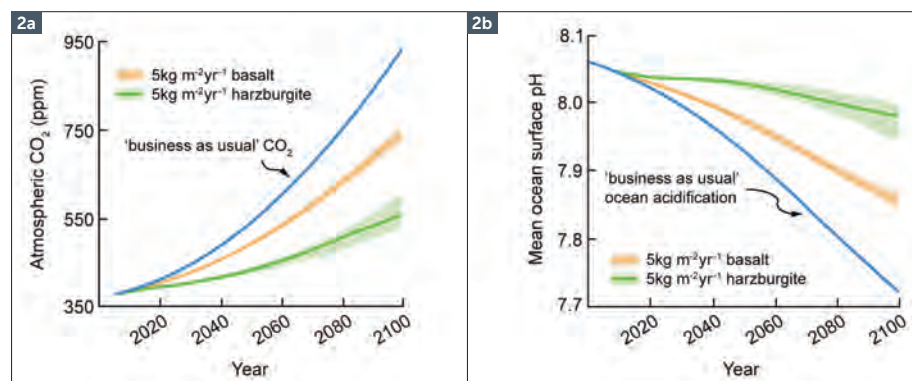 2a
950
750
550
350
Atmospheric CO₂ (ppm)
5kg m⁻²yr⁻¹ basalt
5kg m⁻²yr⁻¹ harzburgite
'business as usual' CO₂
2020
2040
2060
2080
2100
Year
2b
8.1
8.0
7.9
7.8
7.7
Mean ocean surface pH
'business as usual'
ocean acidification
5kg m⁻²yr⁻¹ basalt
5kg m⁻²yr⁻¹ harzburgite
2020
2040
2060
2080
2100
Year